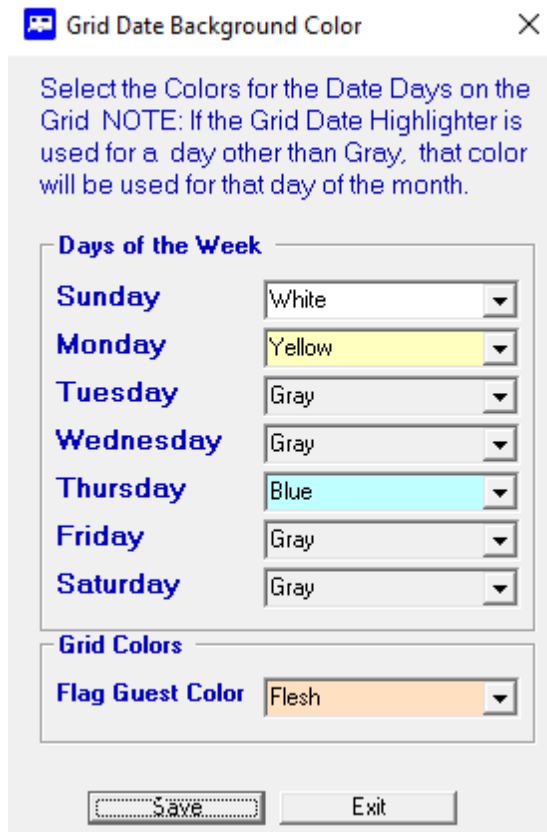 Grid Date Background Color
Select the Colors for the Date Days on the
Grid NOTE: If the Grid Date Highlighter is
used for a day other than Gray, that color
will be used for that day of the month.
Days of the Week
Sunday White
Monday Yellow
Tuesday Gray
Wednesday Gray
Thursday Blue
Friday Gray
Saturday Gray
Grid Colors
Flag Guest Color Flesh
Save Exit